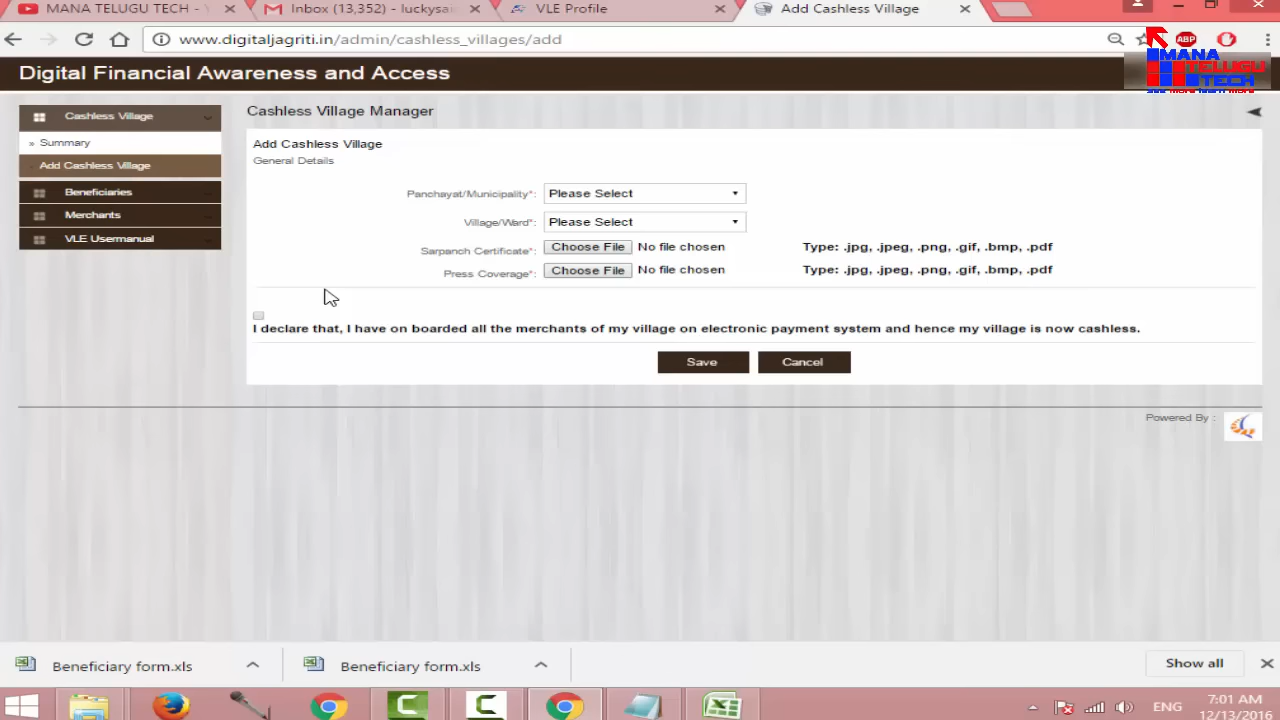 MANA TELUGU TECH - Y
Inbox (13,352) - luckysai
VLE Profile
Add Cashless Village
www.digitaljagriti.in/admin/cashless_villages/add
ABP
Digital Financial Awareness and Access
MANA
TELUGU
TECH
Cashless Village
» Summary
Add Cashless Village
Beneficiaries
Merchants
VLE Usermanual
Cashless Village Manager
Add Cashless Village
General Details
Panchayat/Municipality*: Please Select
Village/Ward*: Please Select
Sarpanch Certificate*: Choose File No file chosen Type: .jpg, .jpeg, .png, .gif, .bmp, .pdf
Press Coverage*: Choose File No file chosen Type: .jpg, .jpeg, .png, .gif, .bmp, .pdf
I declare that, I have on boarded all the merchants of my village on electronic payment system and hence my village is now cashless.
Save Cancel
Powered By :
Beneficiary form.xls
Beneficiary form.xls
Show all
ENG
7:01 AM
12/13/2016